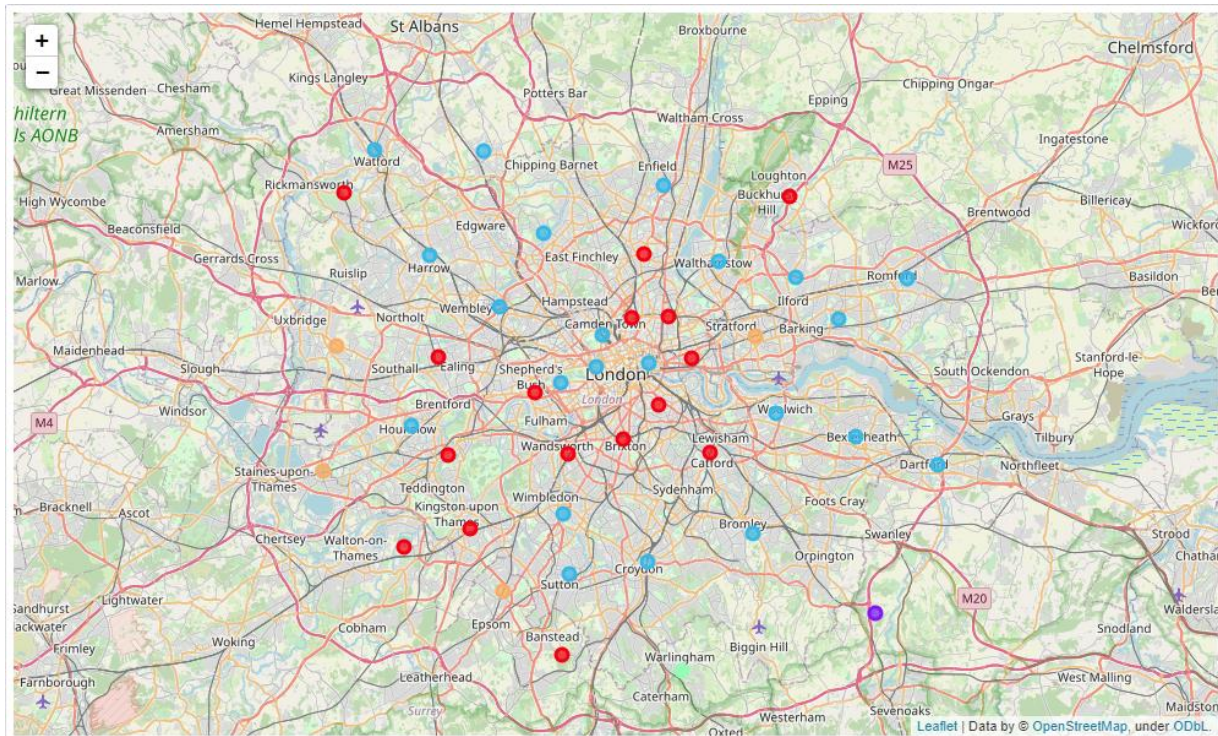 Hemel Hempstead
St Albans
Broxbourne
Chelmsford
+
−
Kings Langley
Great Missenden
Chesham
Chipping Ongar
Potters Bar
Epping
hiltern
ls AONB
Waltham Cross
Amersham
Ingatestone
Watford
Chipping Barnet
Enfield
M25
Loughton
Rickmansworth
Buckhurst
Hill
High Wycombe
Billericay
Brentwood
Edgware
Wickford
Beaconsfield
Gerrards Cross
East Finchley
Walthamstow
Ruislip
Harrow
Romford
Basildon
Marlow
Hampstead
Ilford
Wembley
Northolt
Uxbridge
Camden Town
Stratford
Barking
Maidenhead
Stanford-le-
Hope
Slough
Southall
Ealing
Shepherd's
Bush
London
South Ockendon
London
Windsor
Brentford
Woolwich
Grays
M4
Fulham
Hounslow
Tilbury
Wandsworth
Brixton
Lewisham
Bexleyheath
Catford
Staines-upon-
Thames
Dartford
Northfleet
Teddington
Sydenham
Wimbledon
Foots Cray
Bracknell
Ascot
Kingston upon
Thames
Bromley
Chertsey
Walton-on-
Thames
Swanley
Strood
Orpington
Chatha
Croydon
Sutton
Lightwater
M20
Sandhurst
Waldersla
lackwater
Cobham
Epsom
Snodland
Woking
Banstead
Biggin Hill
Frimley
Warlingham
Leatherhead
West Malling
Farnborough
Caterham
Sevenoaks
Maidston
Surrey
Westerham
Oxted
Leaflet | Data by © OpenStreetMap, under ODbL.